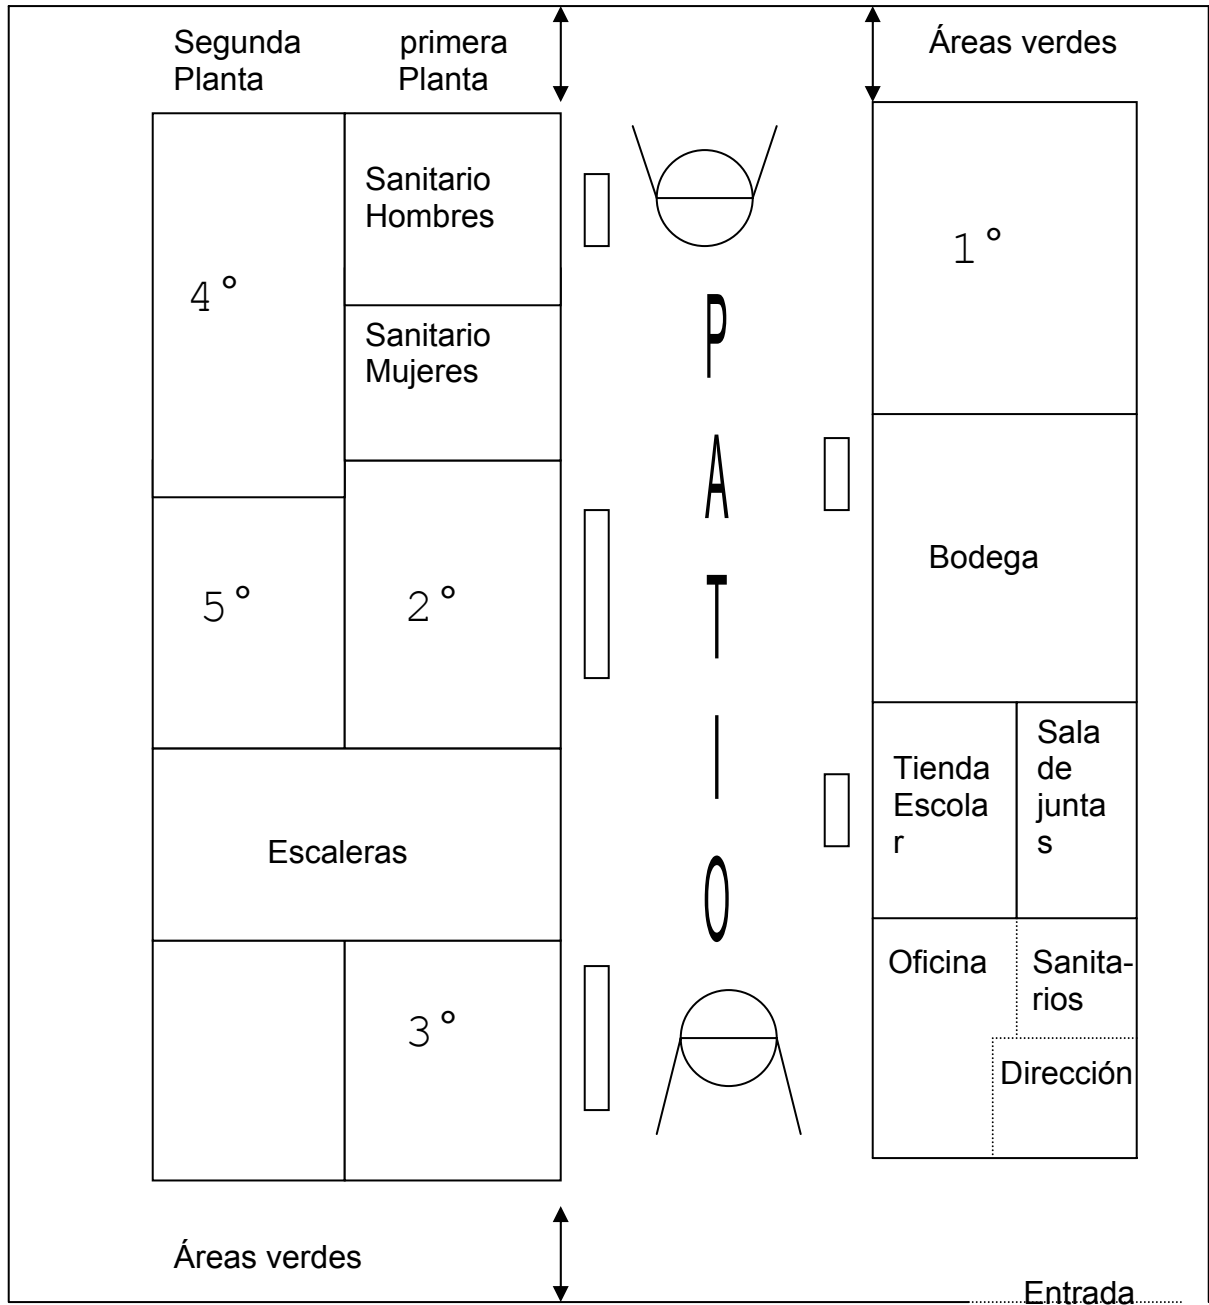 Segunda
Planta
primera
Planta
Áreas verdes
Sanitario
Hombres
4°
Sanitario
Mujeres
1°
PATIO
5°
2°
Bodega
Tienda
Escola
r
Sala
de
junta
s
Escaleras
Oficina
Sanita-
rios
3°
Dirección
Áreas verdes
Entrada